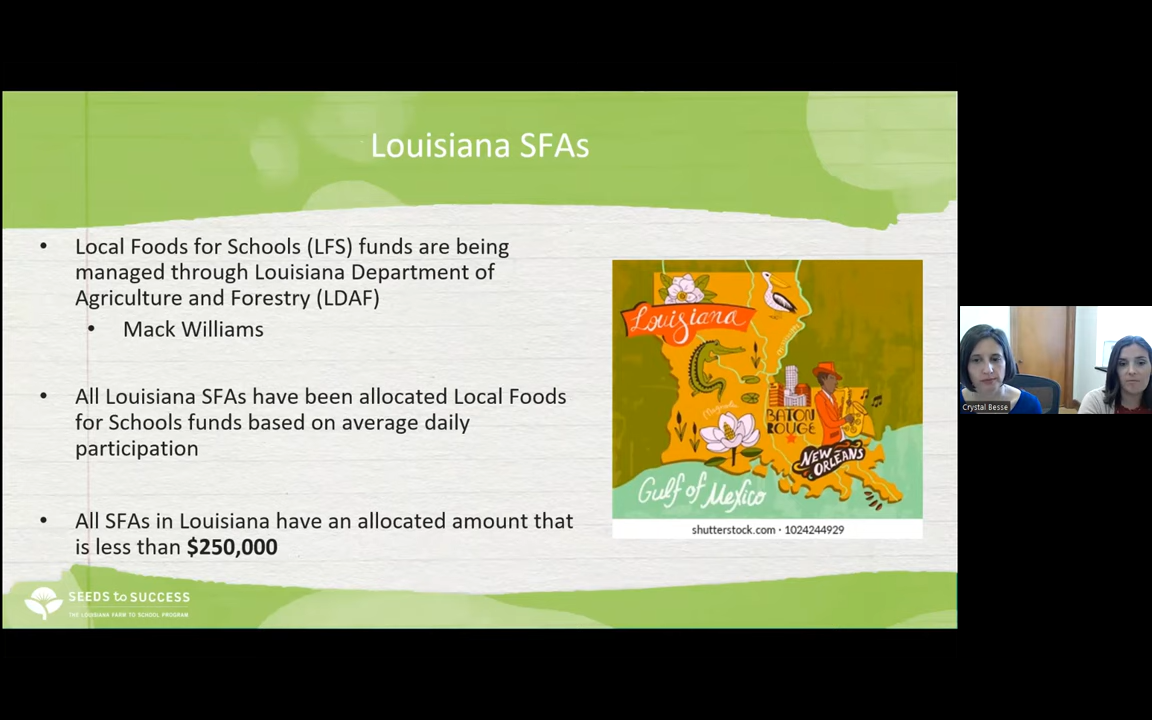 Louisiana SFAs
• Local Foods for Schools (LFS) funds are being
managed through Louisiana Department of
Agriculture and Forestry (LDAF)
• Mack Williams
• All Louisiana SFAs have been allocated Local Foods
for Schools funds based on average daily
participation
• All SFAs in Louisiana have an allocated amount that
is less than $250,000
Louisiana
Magnolia
BATON
ROUGE
NEW
ORLEANS
Gulf of Mexico
shutterstock.com · 1024244929
SEEDS to SUCCESS
THE LOUISIANA FARM TO SCHOOL PROGRAM
Crystal Besse